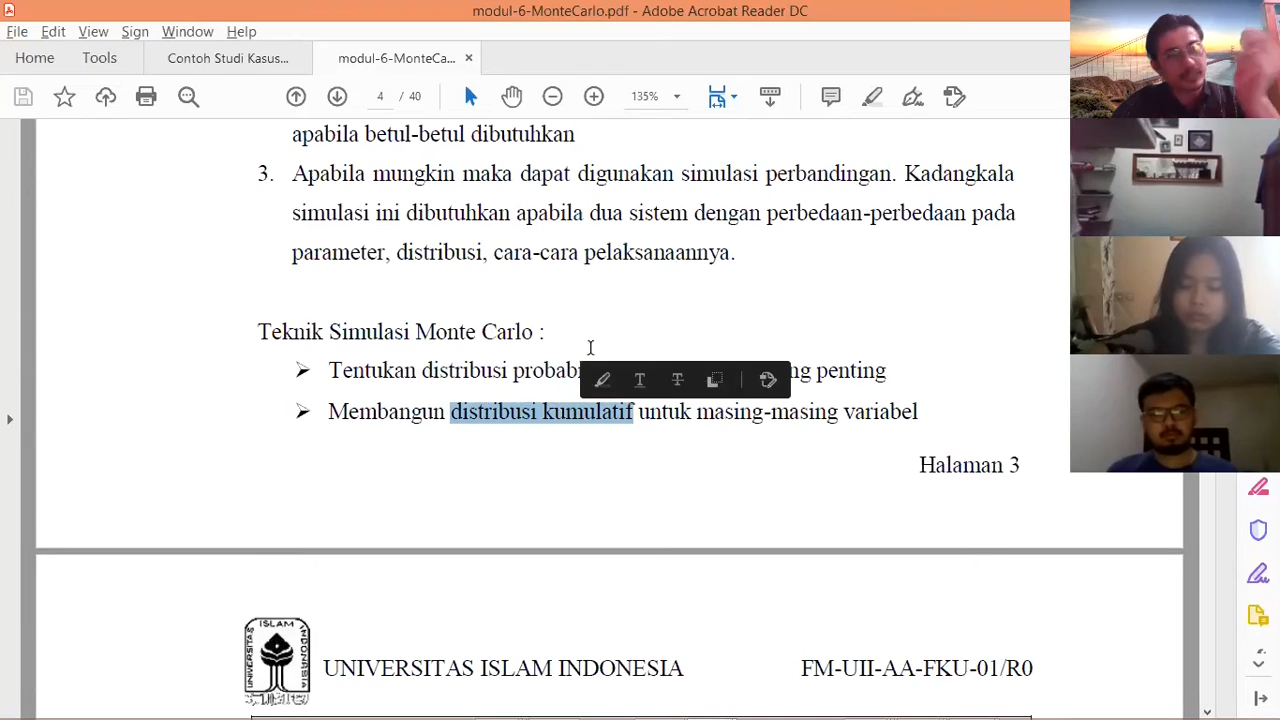 modul-6-MonteCarlo.pdf - Adobe Acrobat Reader DC
File Edit View Sign Window Help
Home Tools Contoh Studi Kasus... modul-6-MonteCa... ×
4 / 40 135%
apabila betul-betul dibutuhkan
3. Apabila mungkin maka dapat digunakan simulasi perbandingan. Kadangkala
simulasi ini dibutuhkan apabila dua sistem dengan perbedaan-perbedaan pada
parameter, distribusi, cara-cara pelaksanaannya.
Teknik Simulasi Monte Carlo :
Tentukan distribusi penting
Membangun distribusi kumulatif untuk masing-masing variabel
Halaman 3
ISLAM
UNIVERSITAS
INDONESIA
UNIVERSITAS ISLAM INDONESIA FM-UII-AA-FKU-01/R0